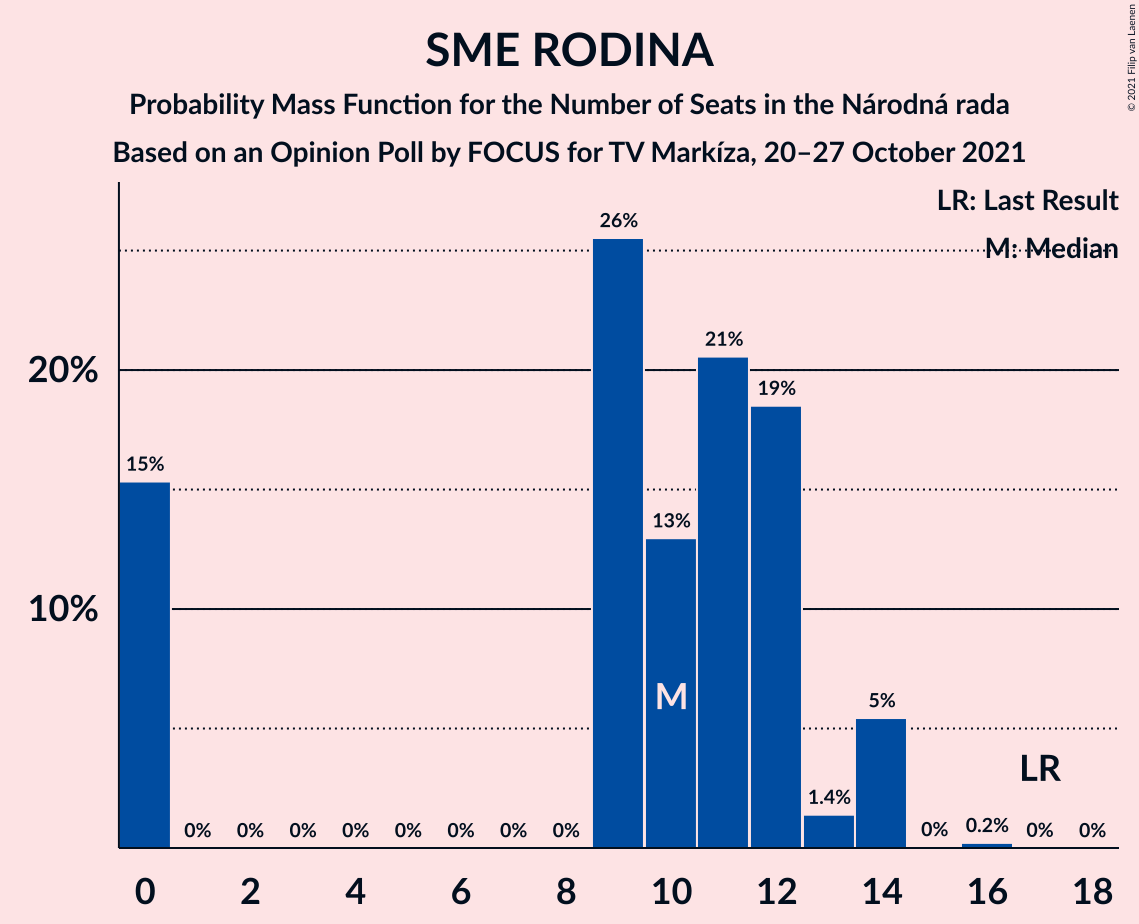 SME RODINA
Probability Mass Function for the Number of Seats in the Národná rada
Based on an Opinion Poll by FOCUS for TV Markíza, 20–27 October 2021
© 2021 Filip van Laenen
LR: Last Result
M: Median
26%
21%
20%
19%
15%
13%
10%
M
5%
LR
1.4%
0% 0% 0% 0% 0% 0% 0% 0% 0% 0.2% 0% 0%
0 2 4 6 8 10 12 14 16 18